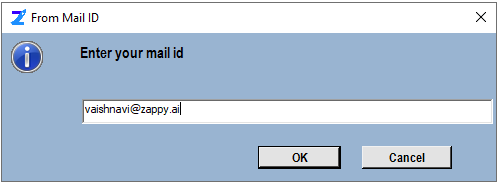 From Mail ID
Enter your mail id
vaishnavi@zappy.ai
OK
Cancel